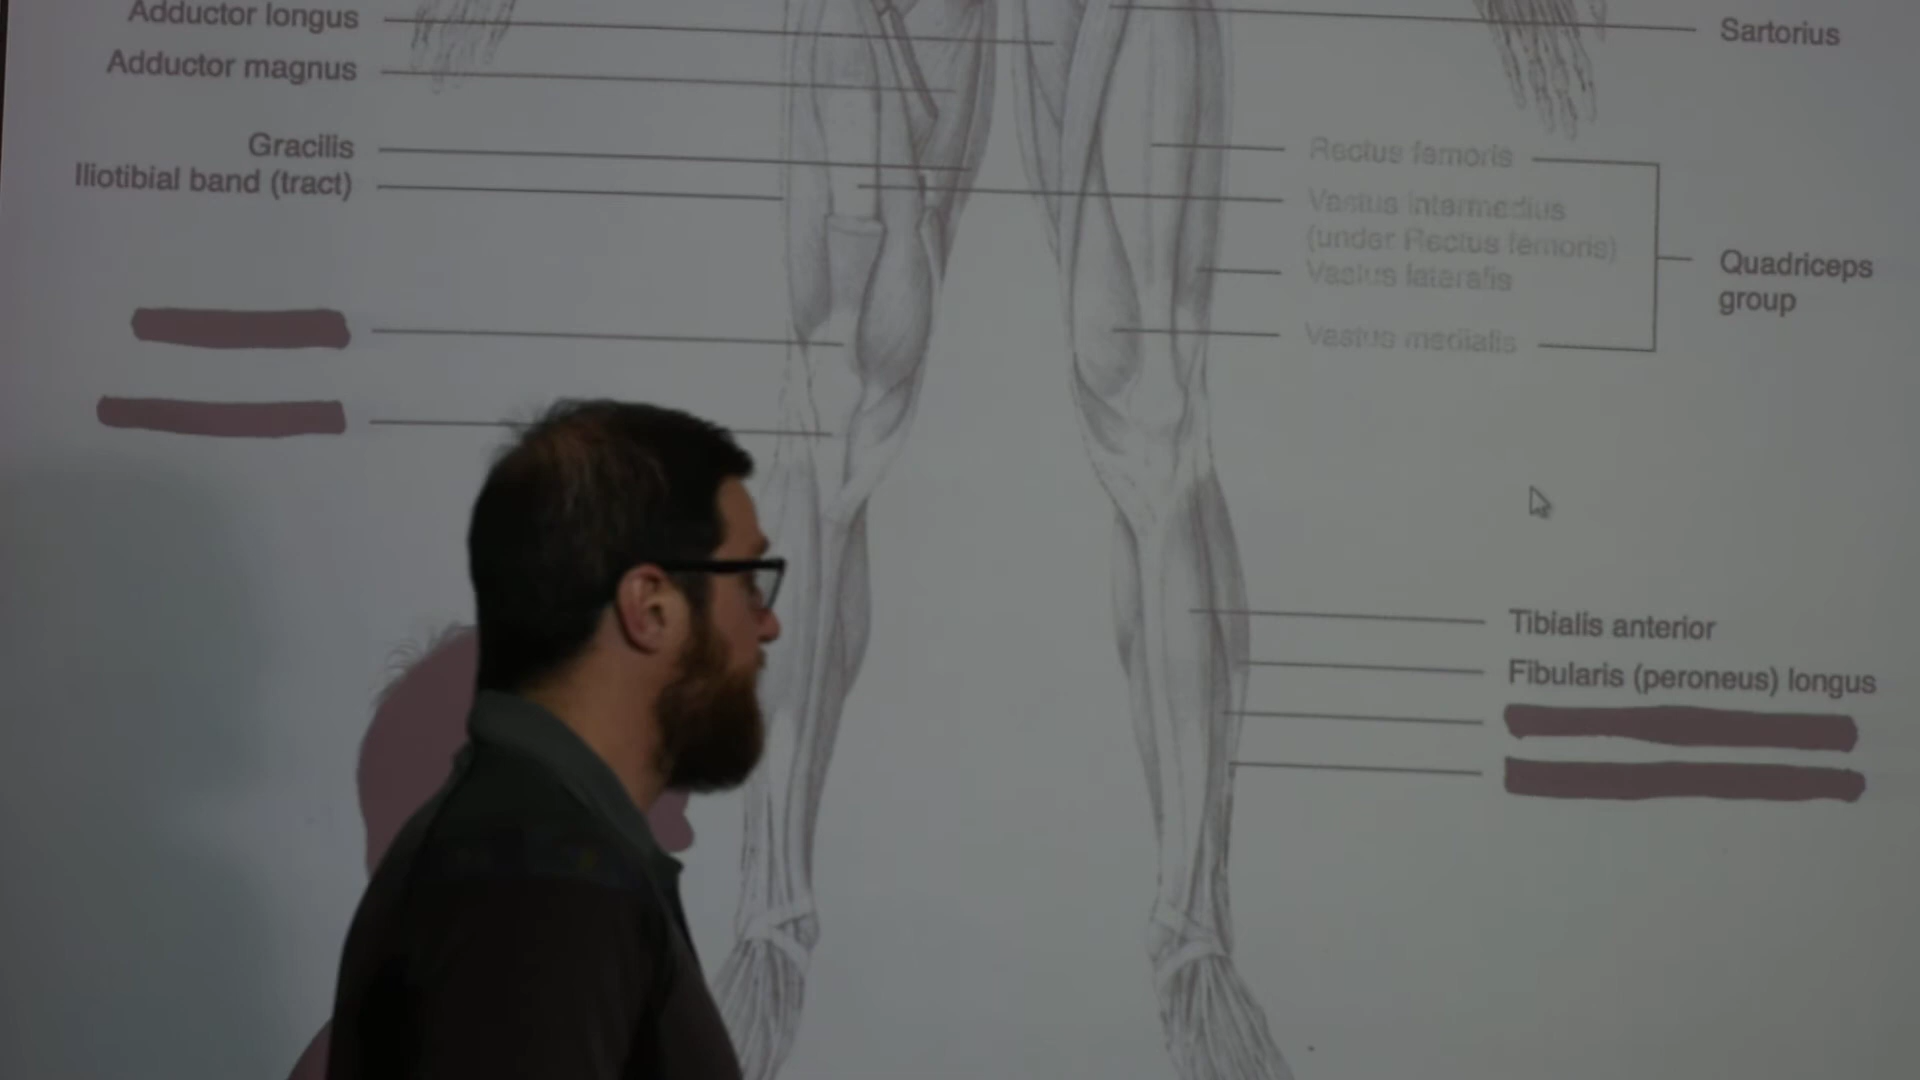 Adductor longus
Adductor magnus
Gracilis
Iliotibial band (tract)
Sartorius
Rectus femoris
Vastus intermedius
(under Rectus femoris)
Vastus lateralis
Vastus medialis
Quadriceps
group
Tibialis anterior
Fibularis (peroneus) longus